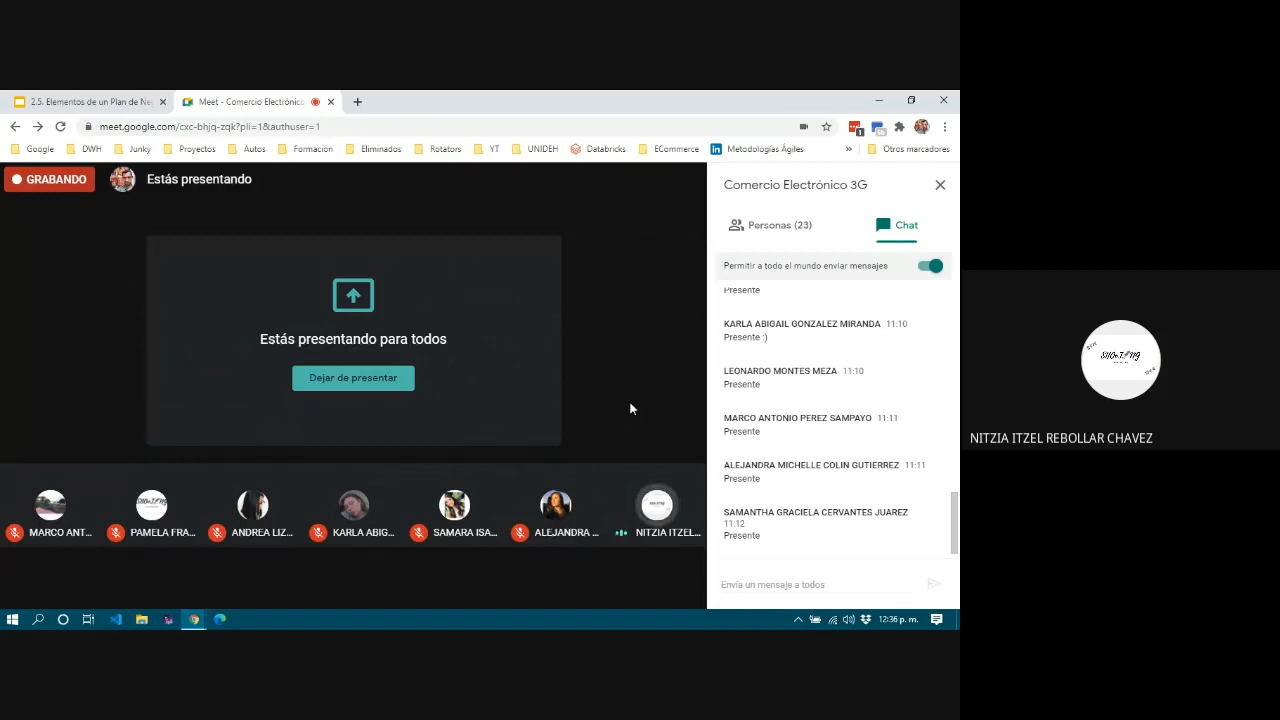 2.5. Elementos de un Plan de Ne
Meet - Comercio Electrónico
meet.google.com/cxc-bhjq-zqk?pli=1&authuser=1
Google
DWH
Junky
Proyectos
Autos
Formacion
Eliminados
Rotators
YT
UNIDEH
Databricks
ECommerce
Metodologías Ágiles
»
Otros marcadores
GRABANDO
Estás presentando
Comercio Electrónico 3G
Personas (23)
Chat
Permitir a todo el mundo enviar mensajes
Presente
KARLA ABIGAIL GONZALEZ MIRANDA 11:10
Presente :)
LEONARDO MONTES MEZA 11:10
Presente
MARCO ANTONIO PEREZ SAMPAYO 11:11
Presente
ALEJANDRA MICHELLE COLIN GUTIERREZ 11:11
Presente
SAMANTHA GRACIELA CERVANTES JUAREZ
11:12
Presente
Envía un mensaje a todos
Estás presentando para todos
Dejar de presentar
MARCO ANT...
PAMELA FRA...
ANDREA LIZ...
KARLA ABIG...
SAMARA ISA...
ALEJANDRA ...
NITZIA ITZEL...
12:36 p. m.
NITZIA ITZEL REBOLLAR CHAVEZ